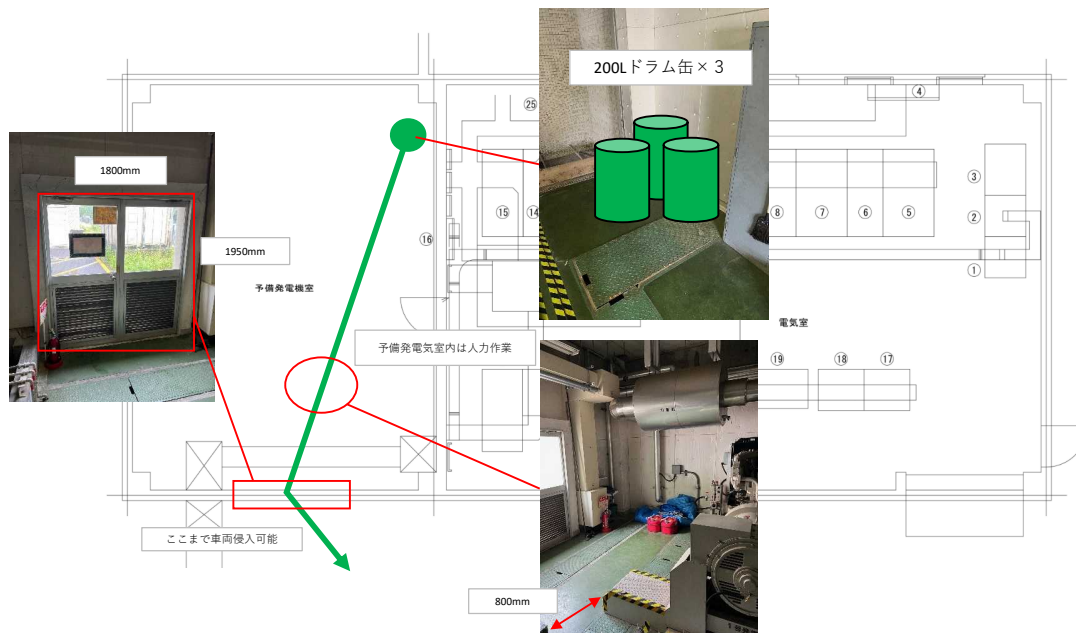 200Lドラム缶×３
④
㉕
1800mm
③
⑮
⑭
⑧
⑦
⑥
⑤
②
⑯
1950mm
①
予備発電機室
電気室
予備発電気室内は人力作業
⑲
⑱
⑰
ここまで車両侵入可能
800mm